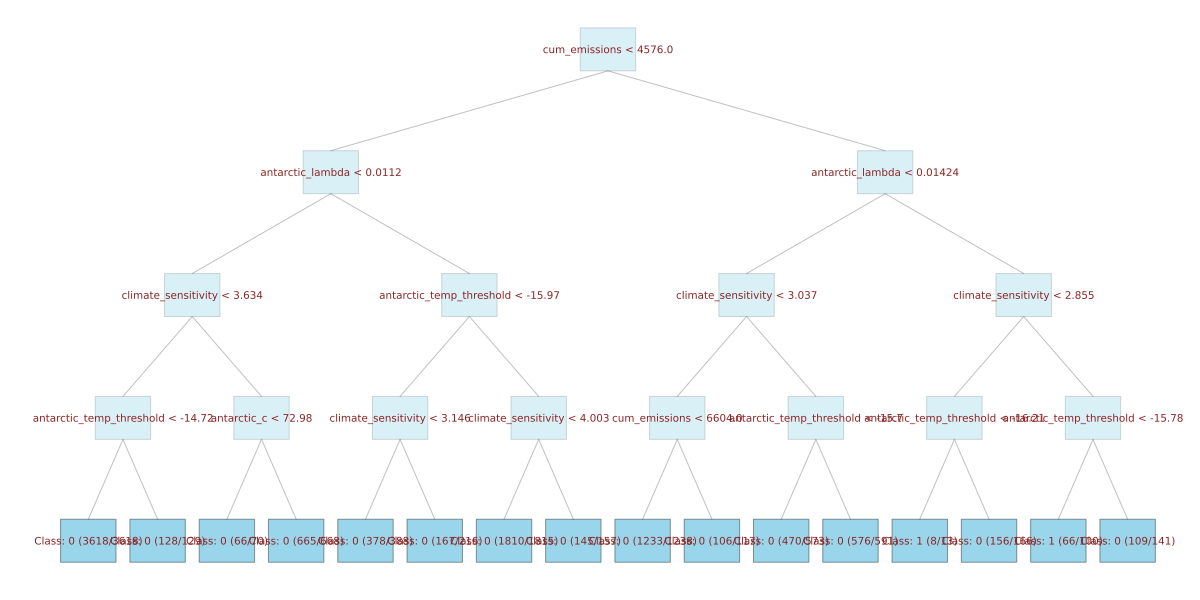 cum_emissions < 4576.0
antarctic_lambda < 0.0112
antarctic_lambda < 0.01424
climate_sensitivity < 3.634
antarctic_temp_threshold < -15.97
climate_sensitivity < 3.037
climate_sensitivity < 2.855
antarctic_temp_threshold < -14.72
antarctic_c < 72.98
climate_sensitivity < 3.146
climate_sensitivity < 4.003
cum_emissions < 6604.0
antarctic_temp_threshold < -15.7
antarctic_temp_threshold < -16.21
antarctic_temp_threshold < -15.78
Class: 0 (3618/3618)
Class: 0 (128/129)
Class: 0 (66/70)
Class: 0 (665/668)
Class: 0 (378/388)
Class: 0 (167/216)
Class: 0 (1810/1815)
Class: 0 (145/157)
Class: 0 (1233/1238)
Class: 0 (106/117)
Class: 0 (470/573)
Class: 0 (576/591)
Class: 1 (8/13)
Class: 0 (156/166)
Class: 1 (66/100)
Class: 0 (109/141)